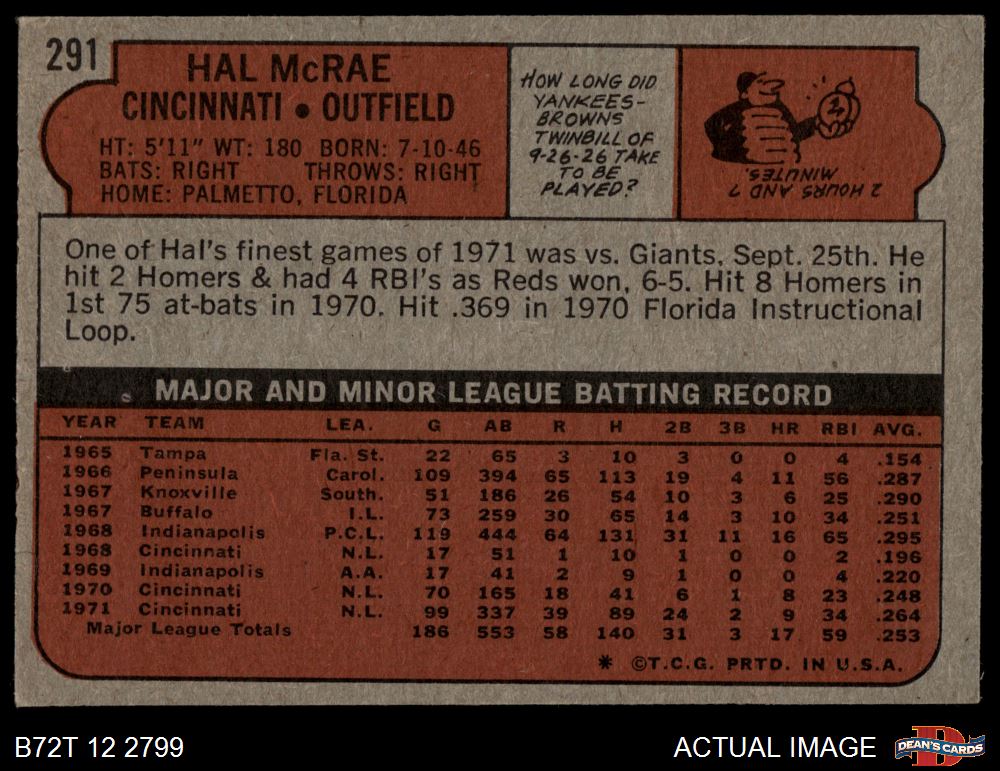 291
HAL McRAE
CINCINNATI • OUTFIELD
HT: 5'11" WT: 180 BORN: 7-10-46
BATS: RIGHT THROWS: RIGHT
HOME: PALMETTO, FLORIDA
HOW LONG DID
YANKEES-
BROWNS
TWINBILL OF
9-26-26 TAKE
TO BE
PLAYED?
2 HOURS AND 7
MINUTES.
One of Hal's finest games of 1971 was vs. Giants, Sept. 25th. He
hit 2 Homers & had 4 RBI's as Reds won, 6-5. Hit 8 Homers in
1st 75 at-bats in 1970. Hit .369 in 1970 Florida Instructional
Loop.
MAJOR AND MINOR LEAGUE BATTING RECORD
YEAR TEAM LEA. G AB R H 2B 3B HR RBI AVG.
1965 Tampa Fla. St. 22 65 3 10 3 0 0 4 .154
1966 Peninsula Carol. 109 394 65 113 19 4 11 56 .287
1967 Knoxville South. 51 186 26 54 10 3 6 25 .290
1967 Buffalo I.L. 73 259 30 65 14 3 10 34 .251
1968 Indianapolis P.C.L. 119 444 64 131 31 11 16 65 .295
1968 Cincinnati N.L. 17 51 1 10 1 0 0 2 .196
1969 Indianapolis A.A. 17 41 2 9 1 0 0 4 .220
1970 Cincinnati N.L. 70 165 18 41 6 1 8 23 .248
1971 Cincinnati N.L. 99 337 39 89 24 2 9 34 .264
Major League Totals 186 553 58 140 31 3 17 59 .253
* ©T.C.G. PRTD. IN U.S.A.
B72T 12 2799
ACTUAL IMAGE
DEAN'S CARDS